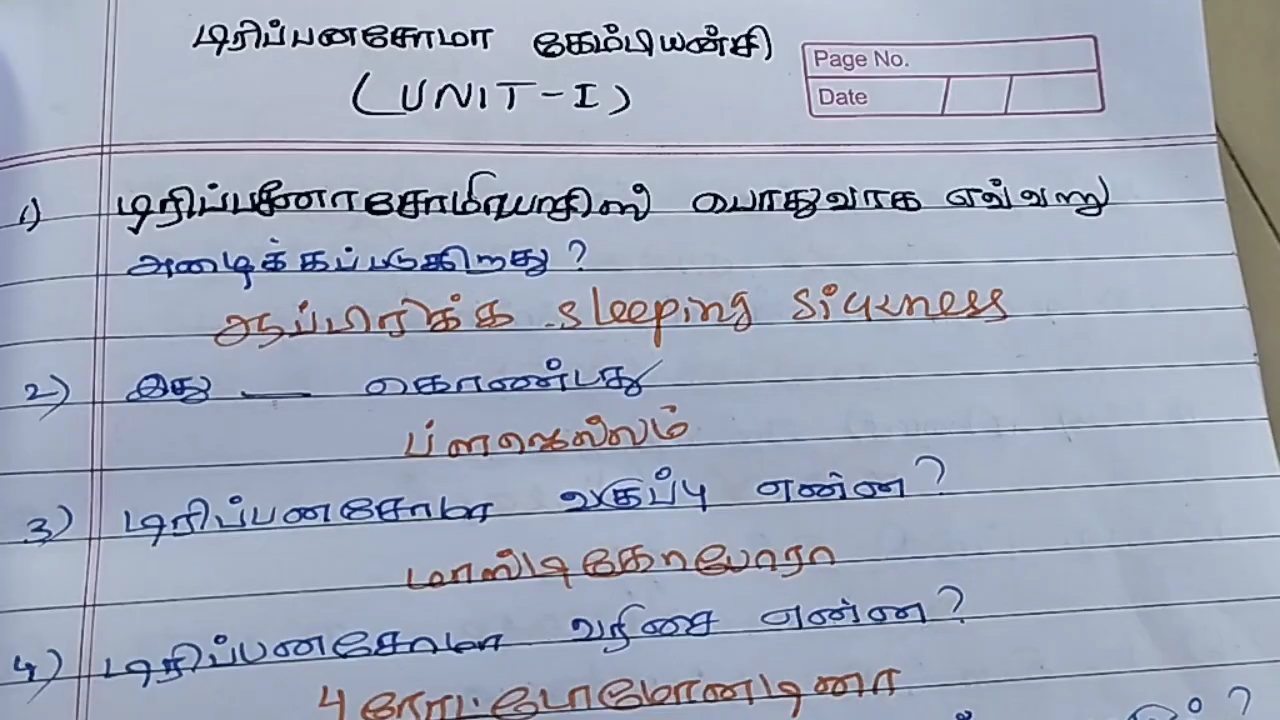 டிரிப்பனசோமா கேம்பியன்சி
Page No.
(UNIT-I)
Date
1) டிறிப்பனோசோமியாசிஸ் பொதுவாக எவ்வாறு
அழைக்கப்படுகிறது?
ஆப்பிரிக்க sleeping sickness
2) இது — கொண்டது
ப்ளாஜெல்லம்
3) டிறிப்பனசோமா வகுப்பு என்ன?
மாஸ்டிகோபோரா
4) டிறிப்பனசோமா வரிசை என்ன?
புரோட்டோமோனடினா